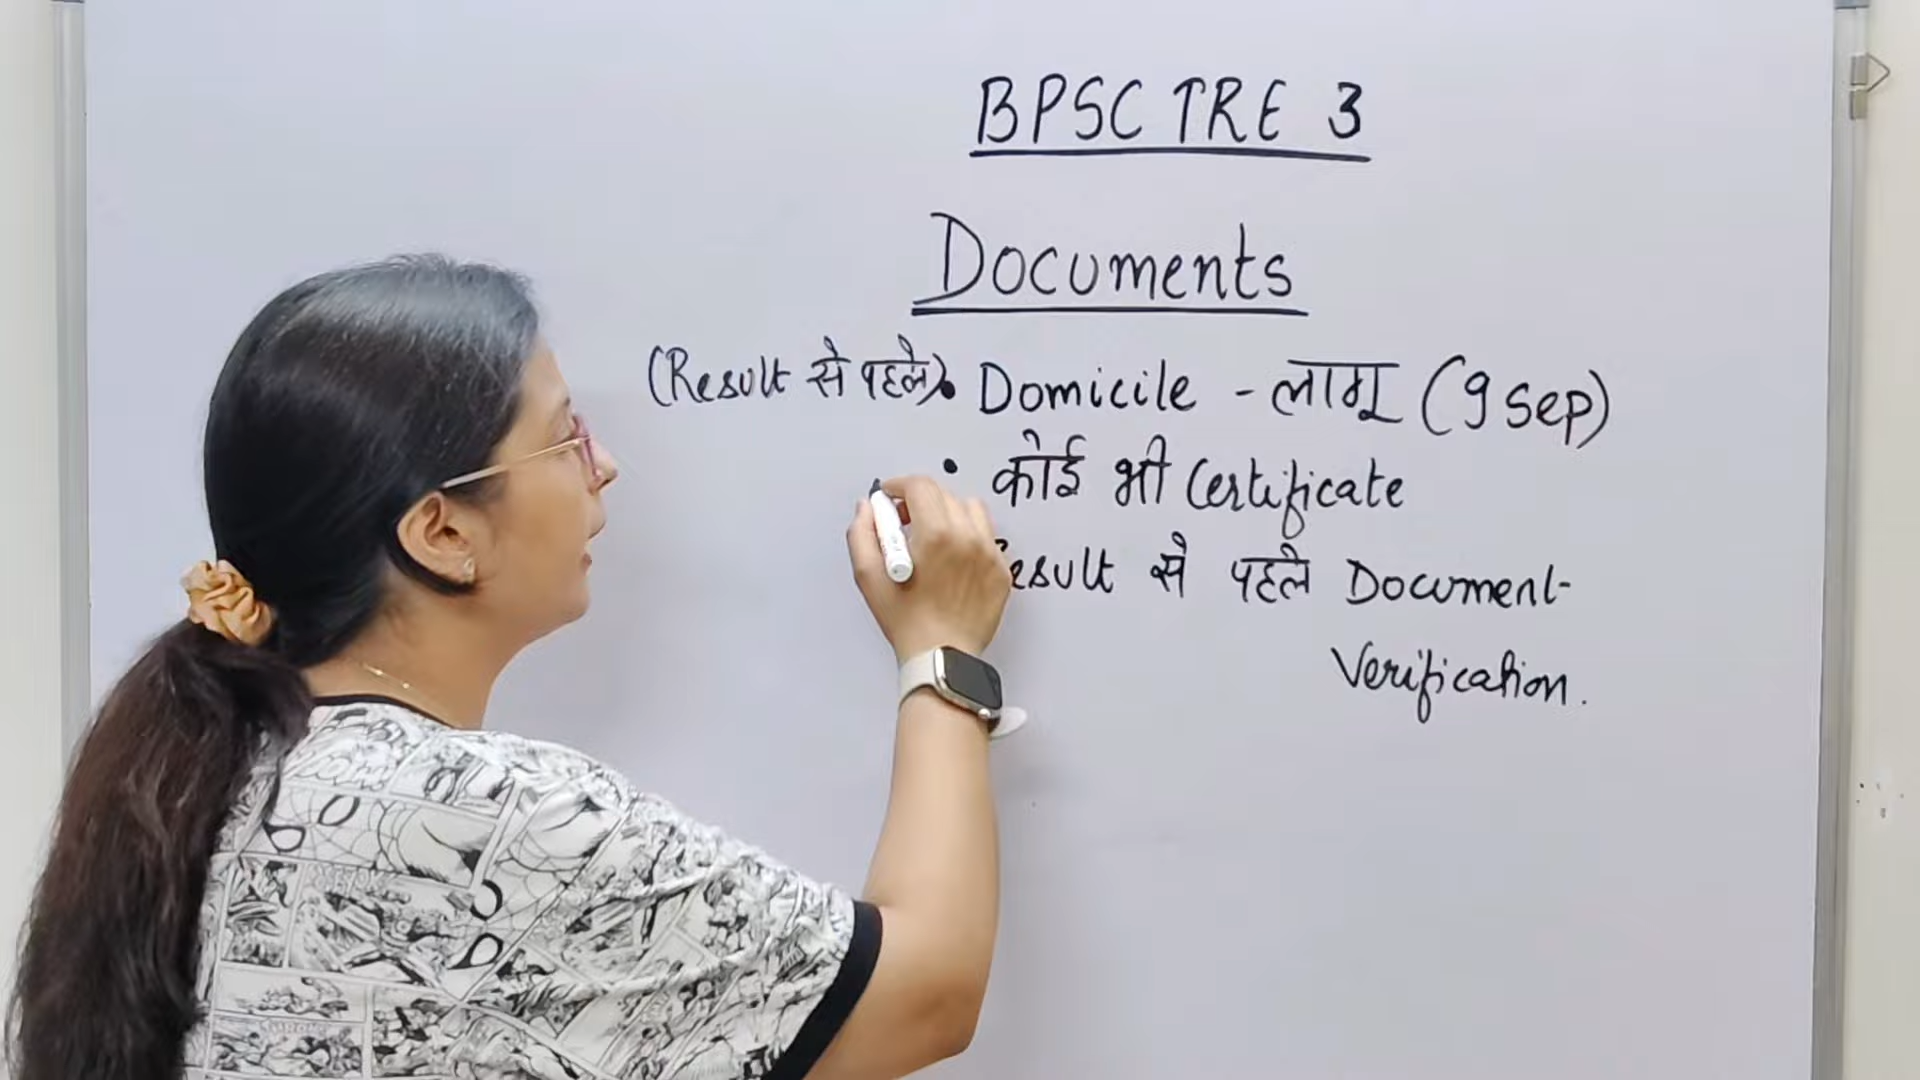 BPSC TRE 3
Documents
(Result से पहले) • Domicile - लागू (9 Sep)
• कोई भी Certificate
Result से पहले Document-
Verification.